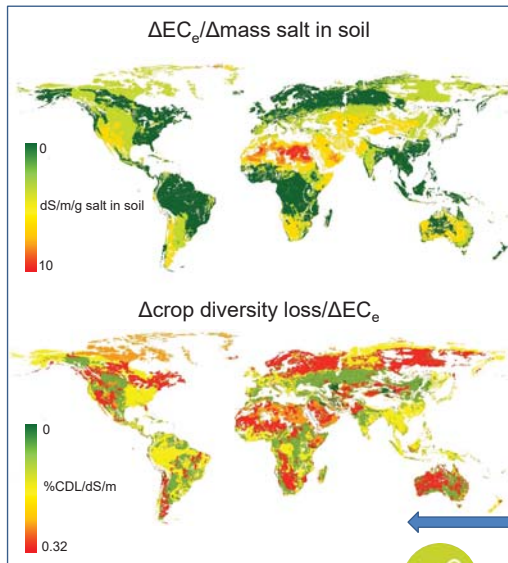 ΔECₑ/Δmass salt in soil
0
dS/m/g salt in soil
10
Δcrop diversity loss/ΔECₑ
0
%CDL/dS/m
0.32